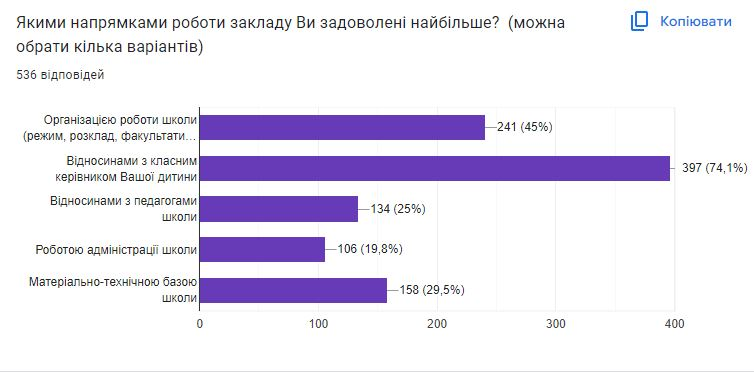 Якими напрямками роботи закладу Ви задоволені найбільше? (можна
обрати кілька варіантів)
Копіювати
536 відповідей
Організацією роботи школи
(режим, розклад, факультати…
241 (45%)
Відносинами з класним
керівником Вашої дитини
397 (74,1%)
Відносинами з педагогами
школи
134 (25%)
Роботою адміністрації школи
106 (19,8%)
Матеріально-технічною базою
школи
158 (29,5%)
0 100 200 300 400